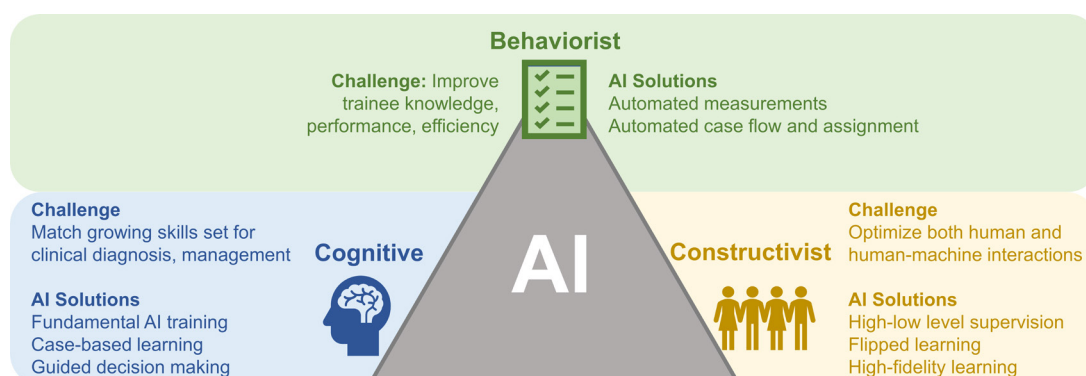 Behaviorist
Challenge: Improve
trainee knowledge,
performance, efficiency
AI Solutions
Automated measurements
Automated case flow and assignment
Challenge
Match growing skills set for
clinical diagnosis, management
Cognitive
AI Solutions
Fundamental AI training
Case-based learning
Guided decision making
AI
Constructivist
Challenge
Optimize both human and
human-machine interactions
AI Solutions
High-low level supervision
Flipped learning
High-fidelity learning